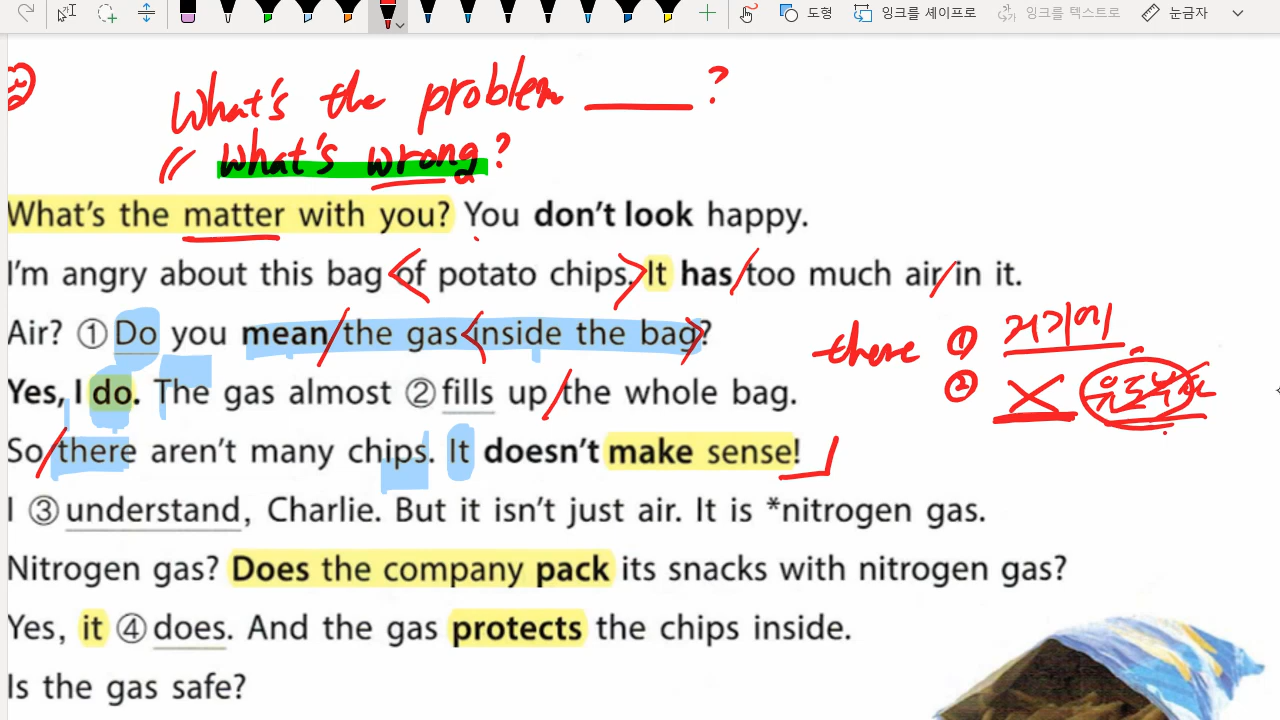 도형 잉크를 셰이프로 잉크를 텍스트로 눈금자
What's the problem ____?
" What's wrong?
What's the matter with you? You don't look happy.
I'm angry about this bag <of potato chips.> It has/too much air/in it.
Air? ① Do you mean/the gas <inside the bag>?
there ① 거기에
② X 유도부사
Yes, I do. The gas almost ② fills up/the whole bag.
So/there aren't many chips. It doesn't make sense!
I ③ understand, Charlie. But it isn't just air. It is *nitrogen gas.
Nitrogen gas? Does the company pack its snacks with nitrogen gas?
Yes, it ④ does. And the gas protects the chips inside.
Is the gas safe?